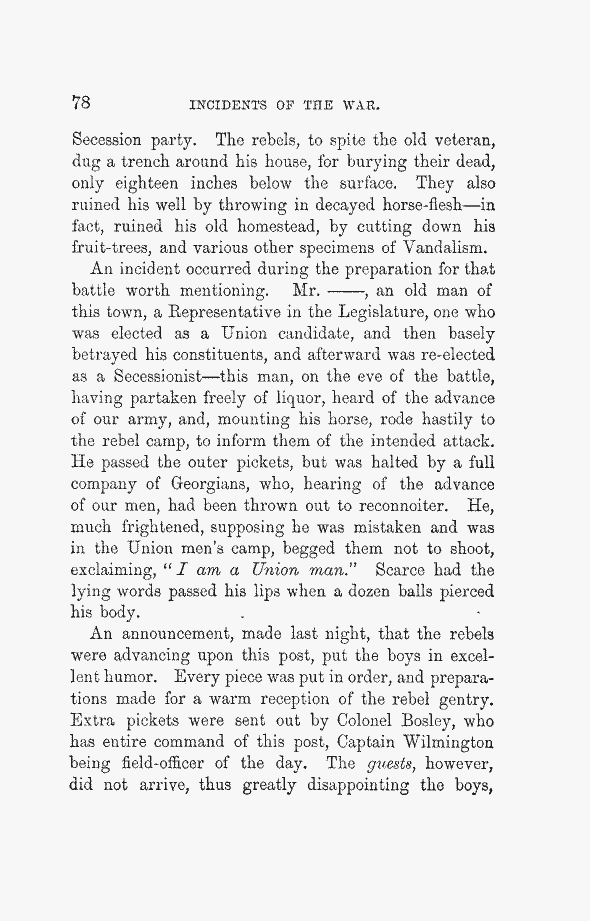 78 INCIDENTS OF THE WAR.
Secession party. The rebels, to spite the old veteran,
dug a trench around his house, for burying their dead,
only eighteen inches below the surface. They also
ruined his well by throwing in decayed horse-flesh—in
fact, ruined his old homestead, by cutting down his
fruit-trees, and various other specimens of Vandalism.
An incident occurred during the preparation for that
battle worth mentioning. Mr. ——, an old man of
this town, a Representative in the Legislature, one who
was elected as a Union candidate, and then basely
betrayed his constituents, and afterward was re-elected
as a Secessionist—this man, on the eve of the battle,
having partaken freely of liquor, heard of the advance
of our army, and, mounting his horse, rode hastily to
the rebel camp, to inform them of the intended attack.
He passed the outer pickets, but was halted by a full
company of Georgians, who, hearing of the advance
of our men, had been thrown out to reconnoiter. He,
much frightened, supposing he was mistaken and was
in the Union men's camp, begged them not to shoot,
exclaiming, "I am a Union man." Scarce had the
lying words passed his lips when a dozen balls pierced
his body.
An announcement, made last night, that the rebels
were advancing upon this post, put the boys in excel-
lent humor. Every piece was put in order, and prepara-
tions made for a warm reception of the rebel gentry.
Extra pickets were sent out by Colonel Bosley, who
has entire command of this post, Captain Wilmington
being field-officer of the day. The guests, however,
did not arrive, thus greatly disappointing the boys,